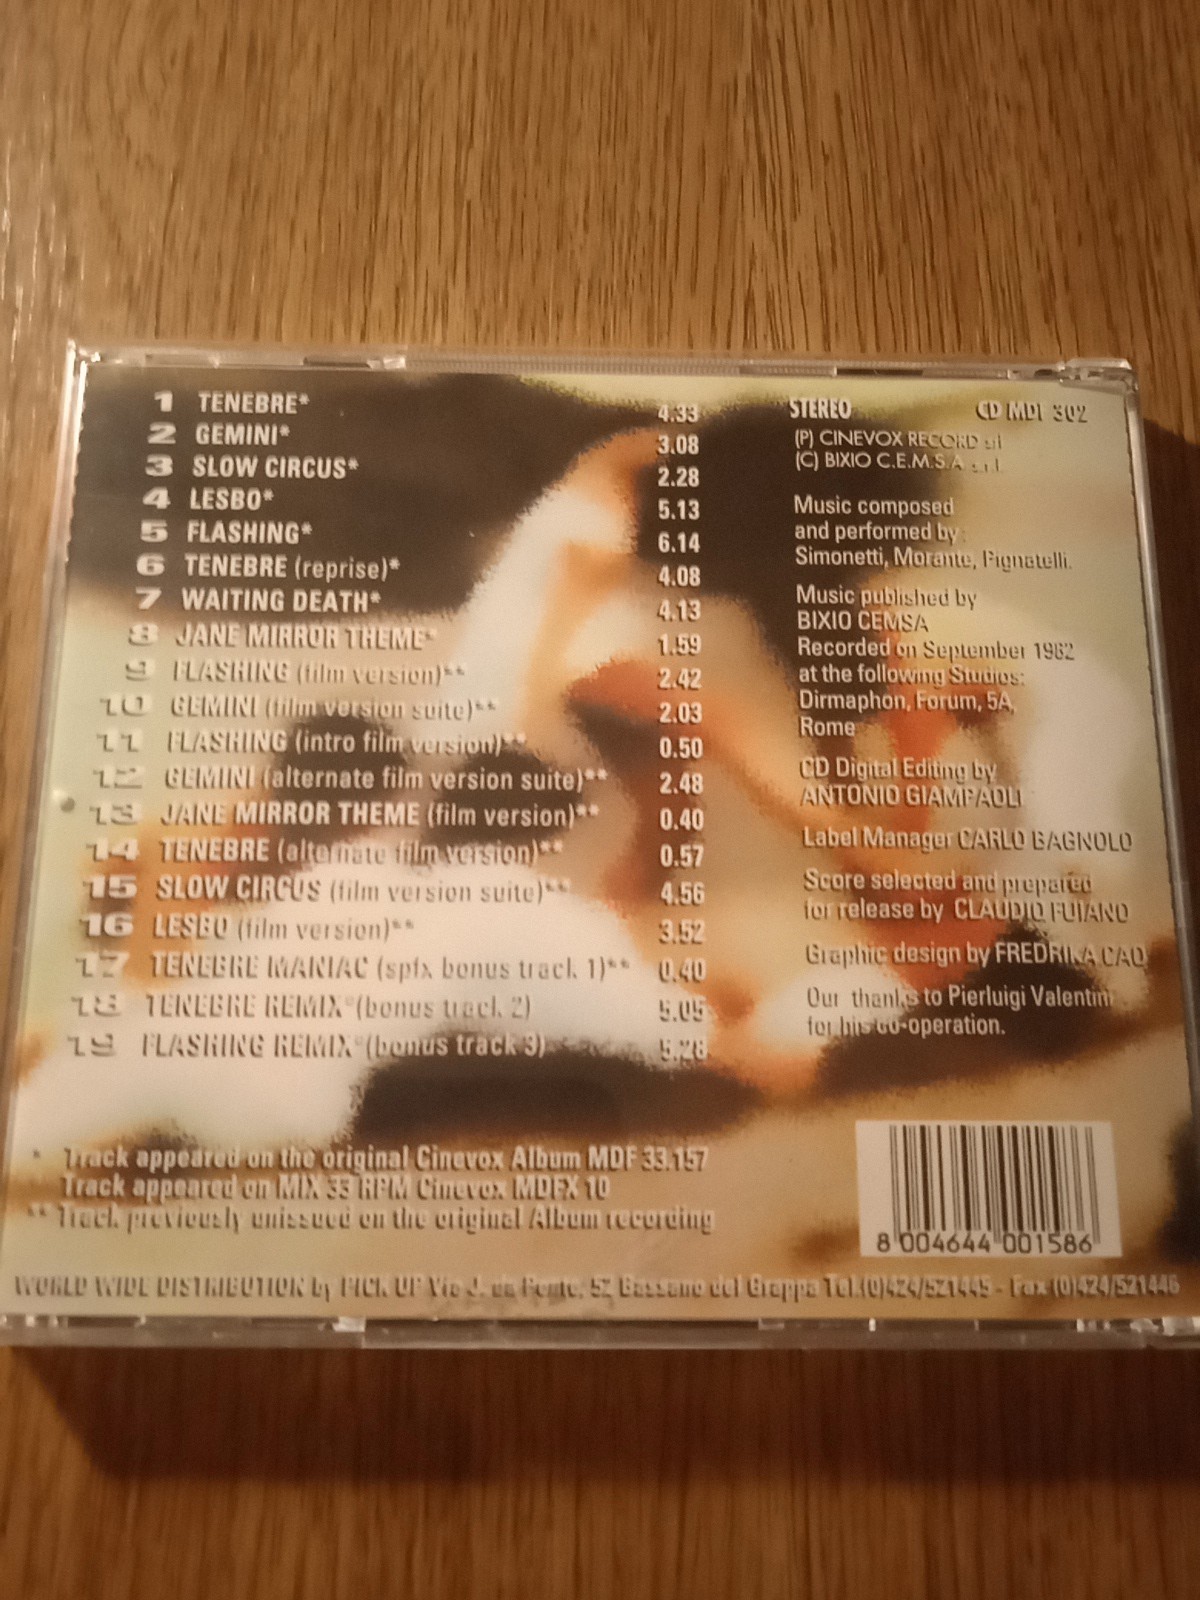 1 TENEBRE* 4.33
2 GEMINI* 3.08
3 SLOW CIRCUS* 2.28
4 LESBO* 5.13
5 FLASHING* 6.14
6 TENEBRE (reprise)* 4.08
7 WAITING DEATH* 4.13
8 JANE MIRROR THEME* 1.59
9 FLASHING (film version)** 2.42
10 GEMINI (film version suite)** 2.03
11 FLASHING (intro film version)** 0.50
12 GEMINI (alternate film version suite)** 2.48
13 JANE MIRROR THEME (film version)** 0.40
14 TENEBRE (alternate film version)** 0.57
15 SLOW CIRCUS (film version suite)** 4.56
16 LESBO (film version)** 3.52
17 TENEBRE MANIAC (spfx bonus track 1)** 0.40
18 TENEBRE REMIX*(bonus track 2) 5.05
19 FLASHING REMIX*(bonus track 3) 5.28
* Track appeared on the original Cinevox Album MDF 33.157
Track appeared on MIX 33 RPM Cinevox MDFX 10
** Track previously unissued on the original Album recording
STEREO CD MDF 302
(P) CINEVOX RECORD srl
(C) BIXIO C.E.M.S.A. s.r.l.
Music composed
and performed by:
Simonetti, Morante, Pignatelli.
Music published by
BIXIO CEMSA
Recorded on September 1982
at the following Studios:
Dirmaphon, Forum, 5A,
Rome
CD Digital Editing by
ANTONIO GIAMPAOLI
Label Manager CARLO BAGNOLO
Score selected and prepared
for release by CLAUDIO FUIANO
Graphic design by FREDRIKA CAO
Our thanks to Pierluigi Valentini
for his co-operation.
8 004644 001586
WORLD WIDE DISTRIBUTION by PICK UP Via J. da Ponte, 52 Bassano del Grappa Tel.(0)424/521445 - Fax (0)424/521446